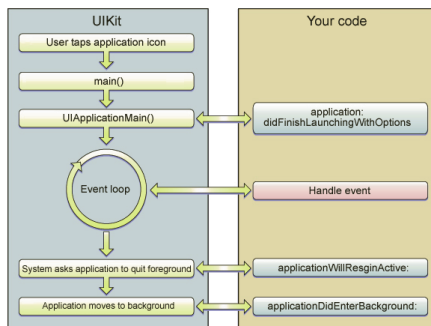 UIKit
Your code
User taps application icon
main()
UIApplicationMain()
application:
didFinishLaunchingWithOptions
Event loop
Handle event
System asks application to quit foreground
applicationWillResginActive:
Application moves to background
applicationDidEnterBackground: